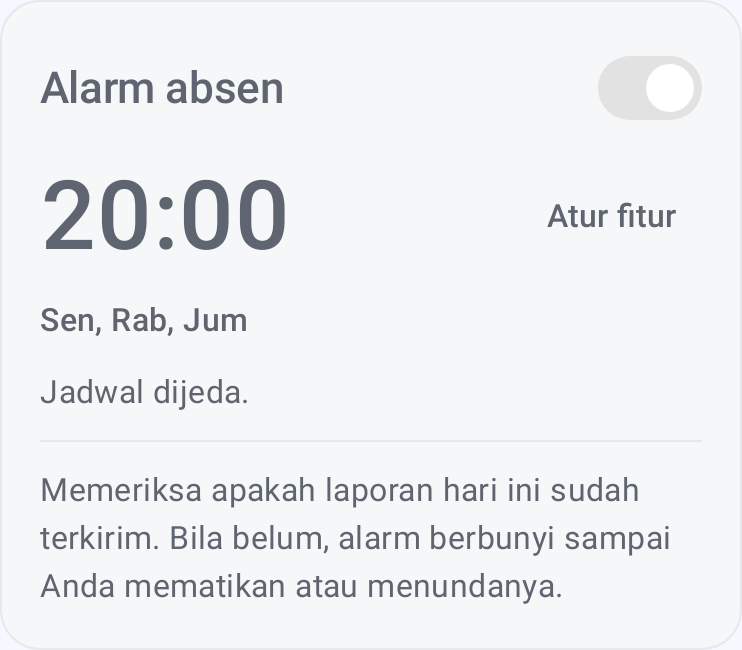 Alarm absen
20:00
Atur fitur
Sen, Rab, Jum
Jadwal dijeda.
Memeriksa apakah laporan hari ini sudah
terkirim. Bila belum, alarm berbunyi sampai
Anda mematikan atau menundanya.